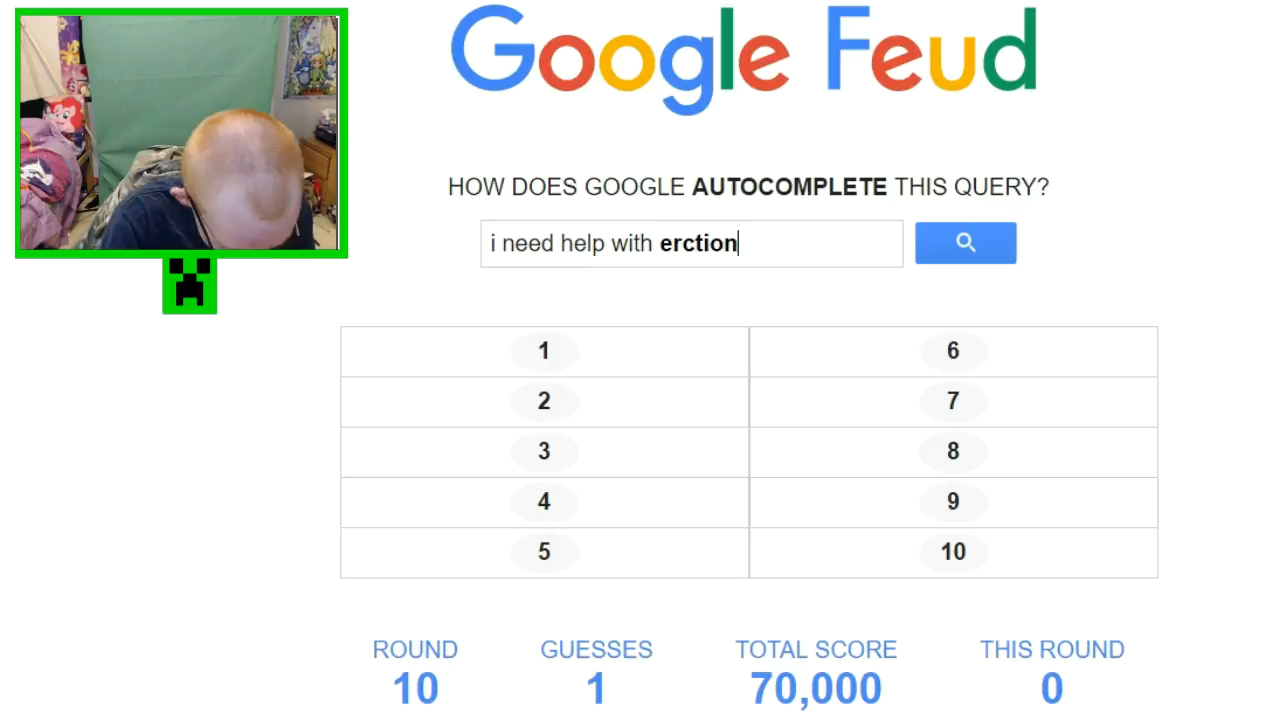 Google Feud
HOW DOES GOOGLE AUTOCOMPLETE THIS QUERY?
i need help with erction
1 6
2 7
3 8
4 9
5 10
ROUND GUESSES TOTAL SCORE THIS ROUND
10 1 70,000 0